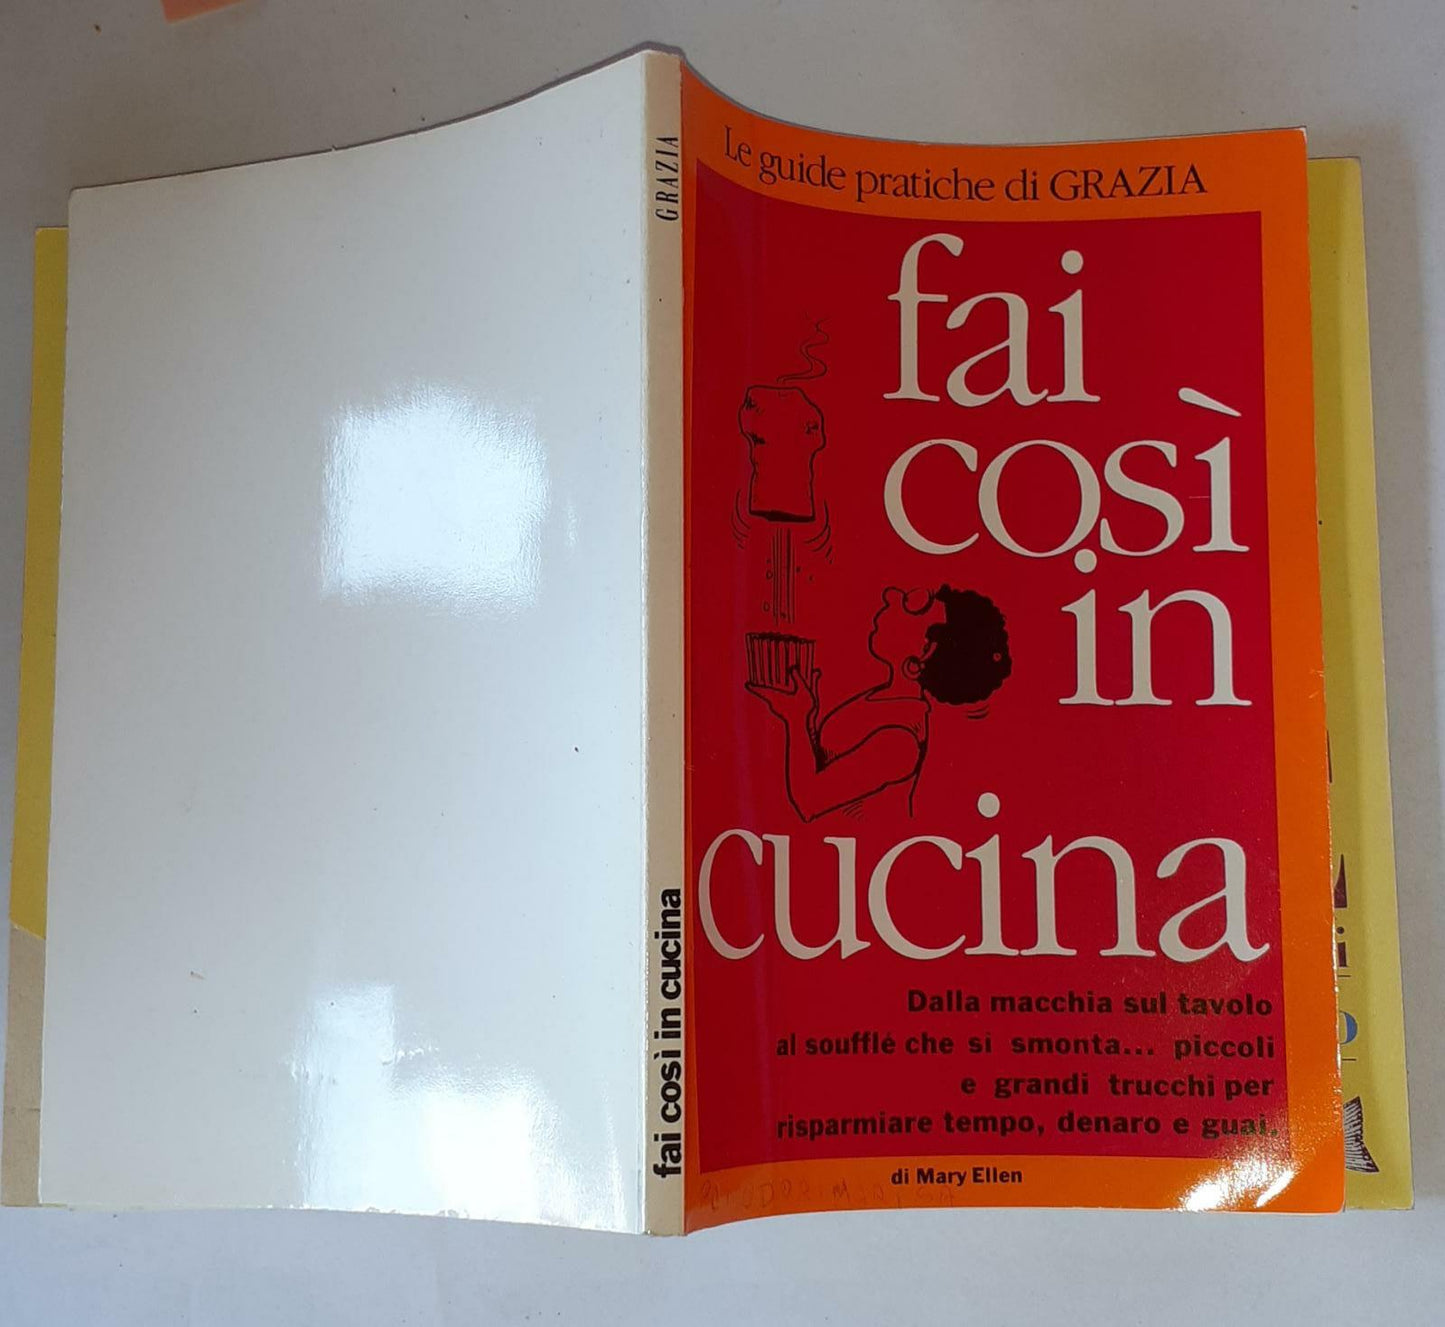 GRAZIA
fai così in cucina
Le guide pratiche di GRAZIA
fai
così
in
cucina
Dalla macchia sul tavolo
al soufflé che si smonta... piccoli
e grandi trucchi per
risparmiare tempo, denaro e guai.
di Mary Ellen